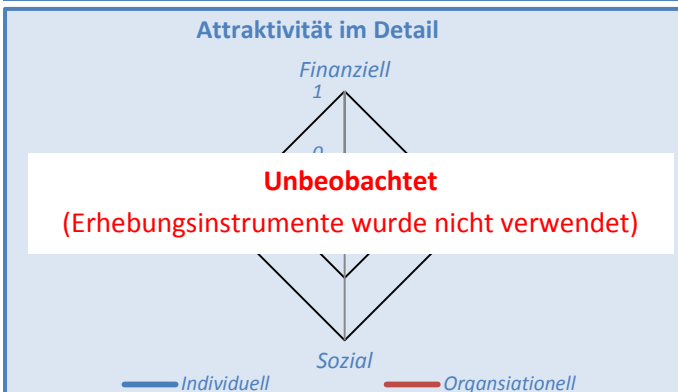 Attraktivität im Detail
Finanziell
1
Unbeobachtet
(Erhebungsinstrumente wurde nicht verwendet)
Sozial
Individuell
Organsiationell